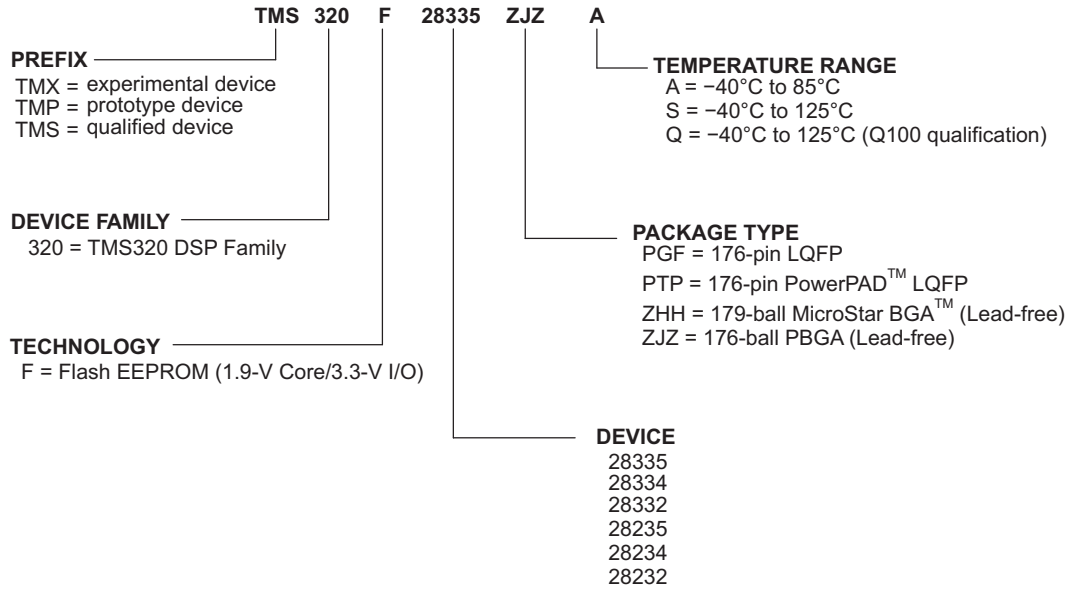 TMS 320 F 28335 ZJZ A
PREFIX
TMX = experimental device
TMP = prototype device
TMS = qualified device
TEMPERATURE RANGE
A = −40°C to 85°C
S = −40°C to 125°C
Q = −40°C to 125°C (Q100 qualification)
DEVICE FAMILY
320 = TMS320 DSP Family
PACKAGE TYPE
PGF = 176-pin LQFP
PTP = 176-pin PowerPAD™ LQFP
ZHH = 179-ball MicroStar BGA™ (Lead-free)
ZJZ = 176-ball PBGA (Lead-free)
TECHNOLOGY
F = Flash EEPROM (1.9-V Core/3.3-V I/O)
DEVICE
28335
28334
28332
28235
28234
28232